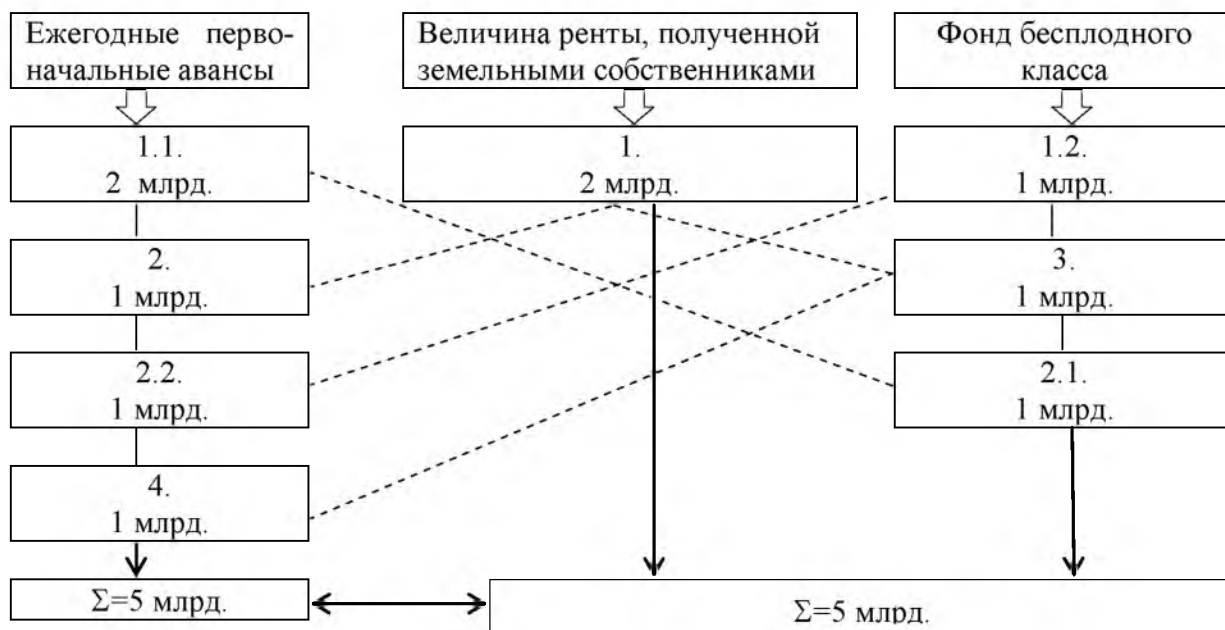 Ежегодные перво-
начальные авансы
Величина ренты, полученной
земельными собственниками
Фонд бесплодного
класса
1.1.
2 млрд.
1.
2 млрд.
1.2.
1 млрд.
2.
1 млрд.
3.
1 млрд.
2.2.
1 млрд.
2.1.
1 млрд.
4.
1 млрд.
Σ=5 млрд.
Σ=5 млрд.